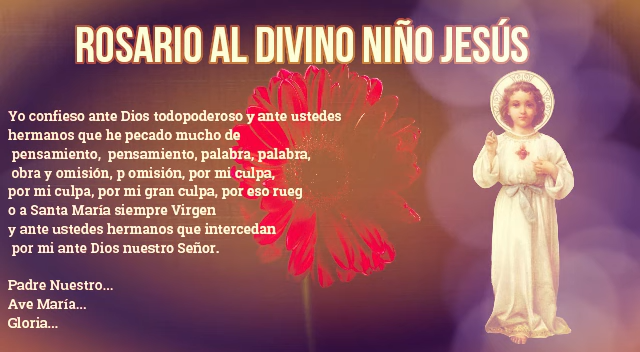 ROSARIO AL DIVINO NIÑO JESÚS
Yo confieso ante Dios todopoderoso y ante ustedes
hermanos que he pecado mucho de
pensamiento, pensamiento, palabra, palabra,
obra y omisión, p omisión, por mi culpa,
por mi culpa, por mi gran culpa, por eso rueg
o a Santa María siempre Virgen
y ante ustedes hermanos que intercedan
por mi ante Dios nuestro Señor.
Padre Nuestro...
Ave María...
Gloria...